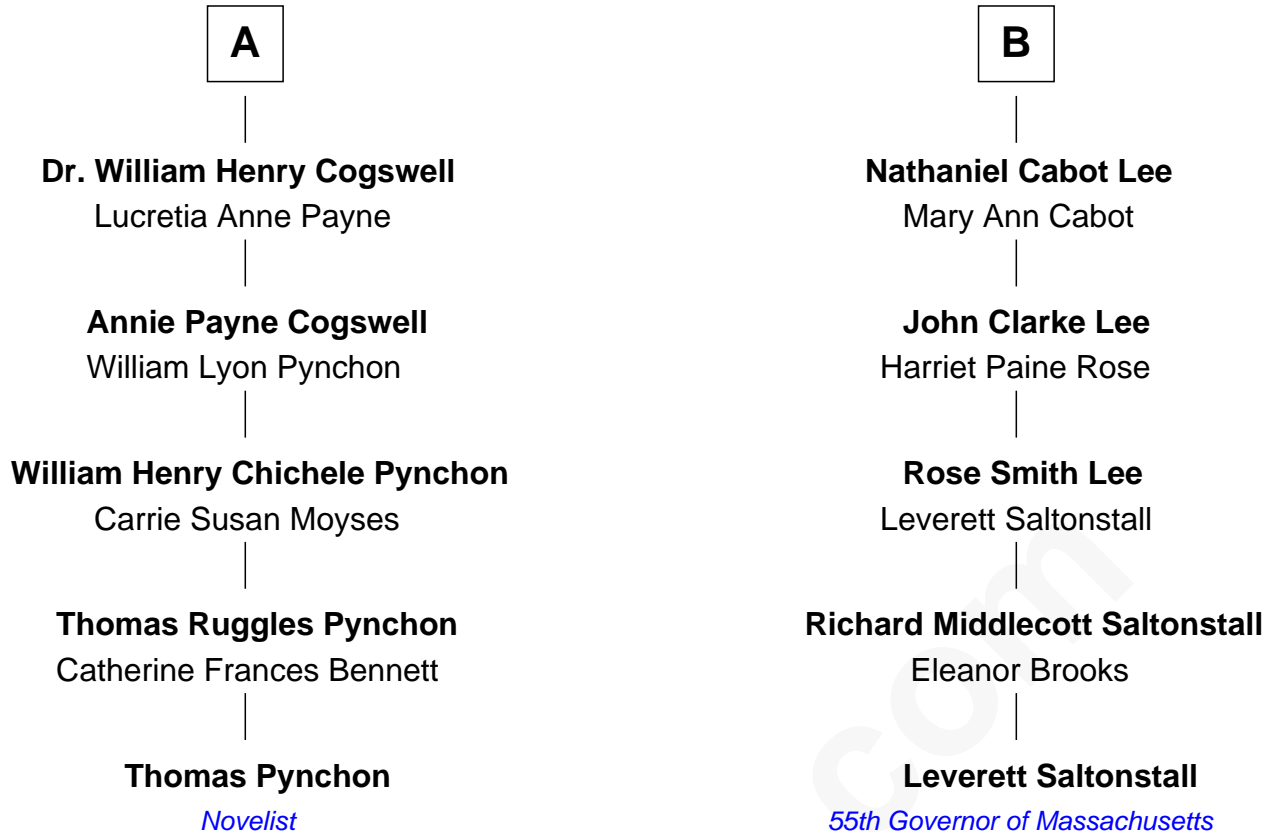 A
Dr. William Henry Cogswell
Lucretia Anne Payne
Annie Payne Cogswell
William Lyon Pynchon
William Henry Chichele Pynchon
Carrie Susan Moyses
Thomas Ruggles Pynchon
Catherine Frances Bennett
Thomas Pynchon
Novelist
B
Nathaniel Cabot Lee
Mary Ann Cabot
John Clarke Lee
Harriet Paine Rose
Rose Smith Lee
Leverett Saltonstall
Richard Middlecott Saltonstall
Eleanor Brooks
Leverett Saltonstall
55th Governor of Massachusetts
com